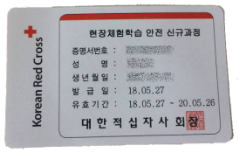 Korean Red Cross
현장체험학습 안전 신규과정
증명서번호 :
성 명 :
생 년 월 일 :
발 급 일 : 18.05.27
유 효 기 간 : 18.05.27 - 20.05.26
대한적십자사회장